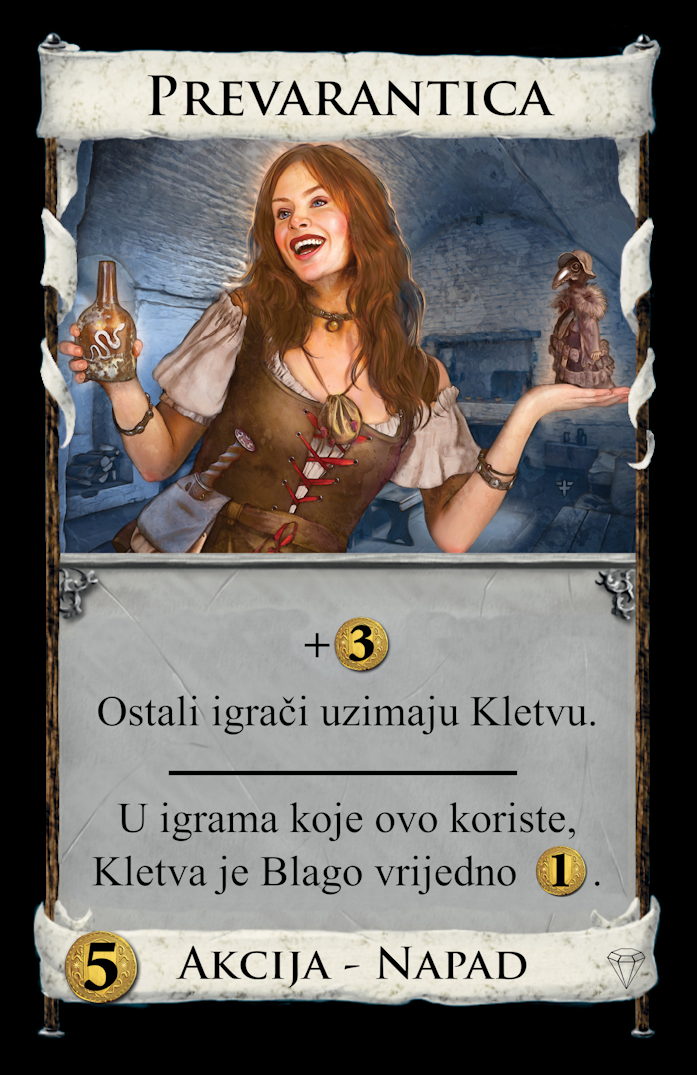 Prevarantica
+3
Ostali igrači uzimaju Kletvu.
U igrama koje ovo koriste,
Kletva je Blago vrijedno 1.
5 Akcija - Napad